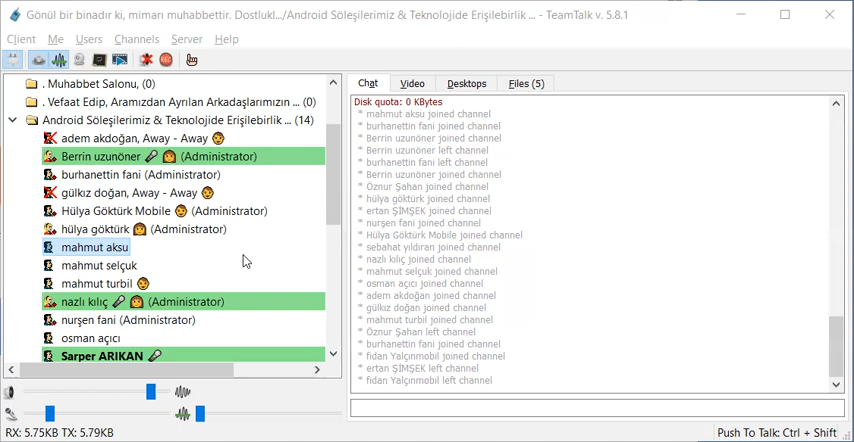 Gönül bir binadır ki, mimarı muhabbettir. Dostlukl.../Android Söleşilerimiz & Teknolojide Erişilebirlik ... - TeamTalk v. 5.8.1
Client Me Users Channels Server Help
. Muhabbet Salonu, (0)
. Vefaat Edip, Aramızdan Ayrılan Arkadaşlarımızın ... (0)
Android Söleşilerimiz & Teknolojide Erişilebirlik ... (14)
adem akdoğan, Away - Away
Berrin uzunöner (Administrator)
burhanettin fani (Administrator)
gülkız doğan, Away - Away
Hülya Göktürk Mobile (Administrator)
hülya göktürk (Administrator)
mahmut aksu
mahmut selçuk
mahmut turbil
nazlı kılıç (Administrator)
nurşen fani (Administrator)
osman açıcı
Sarper ARIKAN
Chat Video Desktops Files (5)
Disk quota: 0 KBytes
* mahmut aksu joined channel
* burhanettin fani joined channel
* Berrin uzunöner joined channel
* Berrin uzunöner left channel
* burhanettin fani left channel
* Berrin uzunöner joined channel
* Öznur Şahan joined channel
* hülya göktürk joined channel
* ertan ŞİMŞEK joined channel
* nurşen fani joined channel
* Hülya Göktürk Mobile joined channel
* sebahat yıldıran joined channel
* nazlı kılıç joined channel
* mahmut selçuk joined channel
* osman açıcı joined channel
* adem akdoğan joined channel
* gülkız doğan joined channel
* mahmut turbil joined channel
* Öznur Şahan left channel
* burhanettin fani joined channel
* fidan Yalçınmobil joined channel
* ertan ŞİMŞEK left channel
* fidan Yalçınmobil left channel
RX: 5.75KB TX: 5.79KB
Push To Talk: Ctrl + Shift